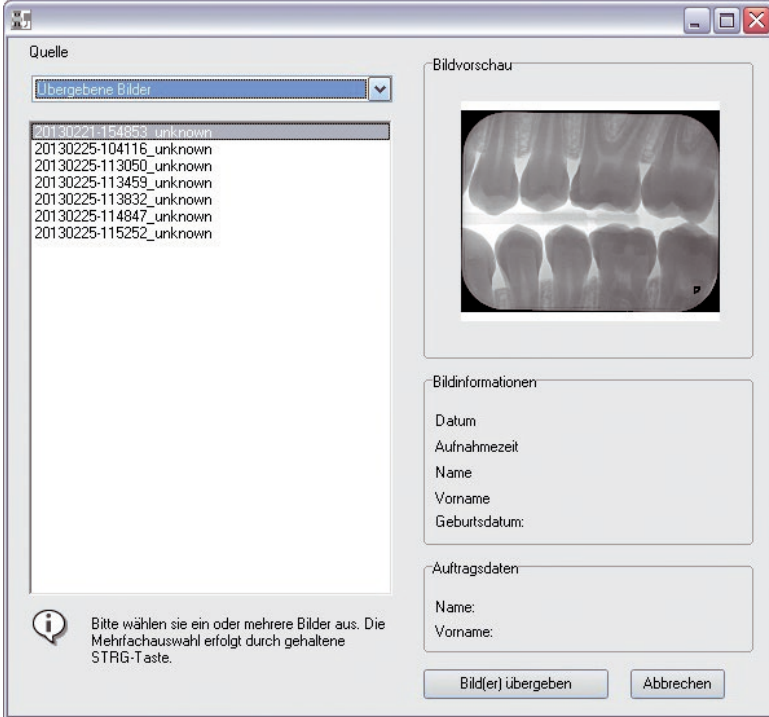 Quelle
Übergebene Bilder
20130221-154853_unknown
20130225-104116_unknown
20130225-113050_unknown
20130225-113459_unknown
20130225-113832_unknown
20130225-114847_unknown
20130225-115252_unknown
Bitte wählen sie ein oder mehrere Bilder aus. Die
Mehrfachauswahl erfolgt durch gehaltene
STRG-Taste.
Bildvorschau
Bildinformationen
Datum
Aufnahmezeit
Name
Vorname
Geburtsdatum:
Auftragsdaten
Name:
Vorname:
Bild(er) übergeben
Abbrechen